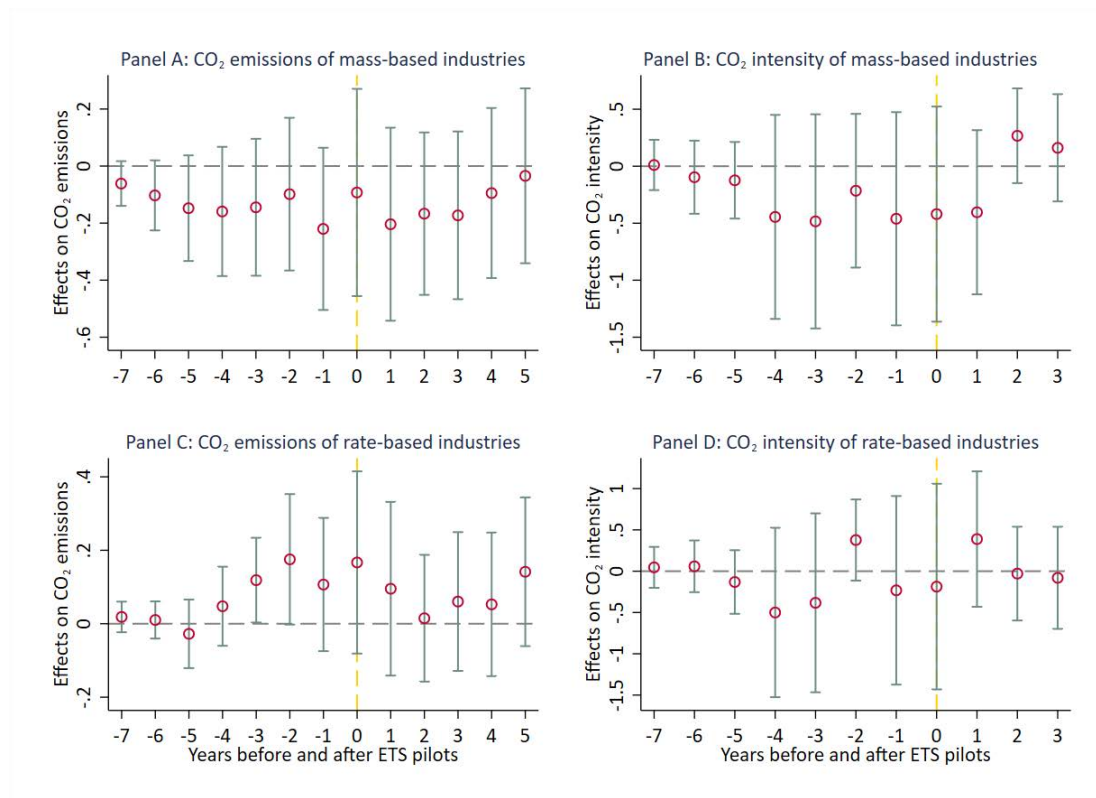 Panel A: CO₂ emissions of mass-based industries
Effects on CO₂ emissions
.2
0
-.2
-.4
-.6
-7 -6 -5 -4 -3 -2 -1 0 1 2 3 4 5
Panel B: CO₂ intensity of mass-based industries
Effects on CO₂ intensity
.5
0
-.5
-1
-1.5
-7 -6 -5 -4 -3 -2 -1 0 1 2 3
Panel C: CO₂ emissions of rate-based industries
Effects on CO₂ emissions
.4
.2
0
-.2
-7 -6 -5 -4 -3 -2 -1 0 1 2 3 4 5
Years before and after ETS pilots
Panel D: CO₂ intensity of rate-based industries
Effects on CO₂ intensity
1
.5
0
-.5
-1
-1.5
-7 -6 -5 -4 -3 -2 -1 0 1 2 3
Years before and after ETS pilots